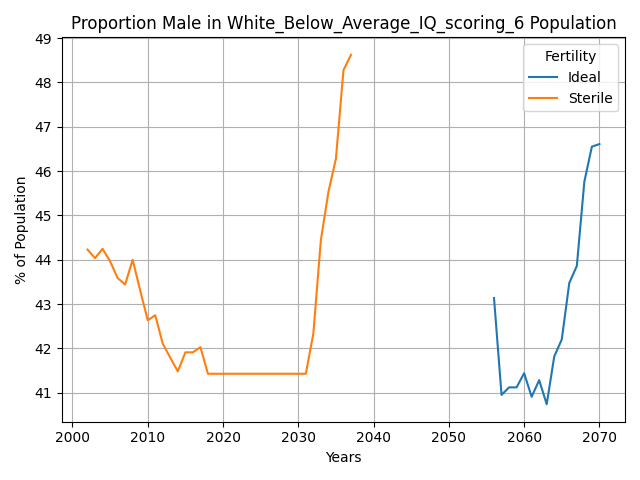 Proportion Male in White_Below_Average_IQ_scoring_6 Population
49
48
47
46
45
44
43
42
41
% of Population
Fertility
Ideal
Sterile
2000 2010 2020 2030 2040 2050 2060 2070
Years